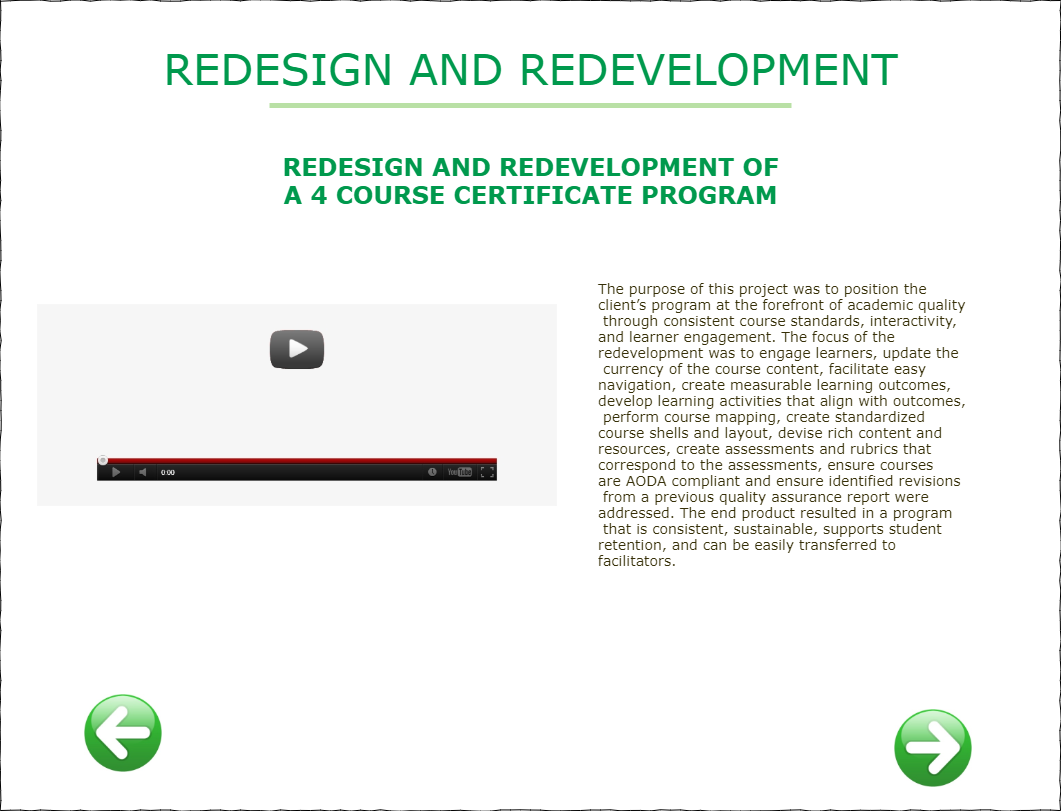 REDESIGN AND REDEVELOPMENT
REDESIGN AND REDEVELOPMENT OF
A 4 COURSE CERTIFICATE PROGRAM
The purpose of this project was to position the
client’s program at the forefront of academic quality
through consistent course standards, interactivity,
and learner engagement. The focus of the
redevelopment was to engage learners, update the
currency of the course content, facilitate easy
navigation, create measurable learning outcomes,
develop learning activities that align with outcomes,
perform course mapping, create standardized
course shells and layout, devise rich content and
resources, create assessments and rubrics that
correspond to the assessments, ensure courses
are AODA compliant and ensure identified revisions
from a previous quality assurance report were
addressed. The end product resulted in a program
that is consistent, sustainable, supports student
retention, and can be easily transferred to
facilitators.
0:00
YouTube